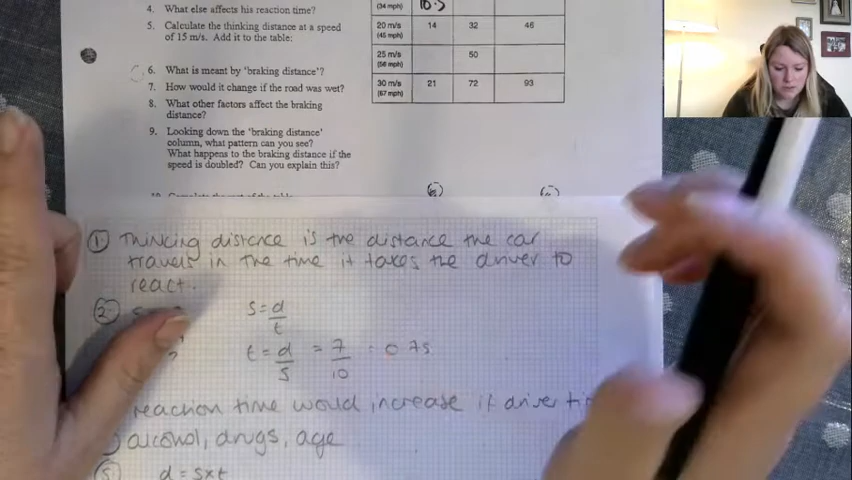 4. What else affects his reaction time?
5. Calculate the thinking distance at a speed
of 15 m/s. Add it to the table:
6. What is meant by 'braking distance'?
7. How would it change if the road was wet?
8. What other factors affect the braking
distance?
9. Looking down the 'braking distance'
column, what pattern can you see?
What happens to the braking distance if the
speed is doubled? Can you explain this?
(34 mph) 10.5
20 m/s 14 32 46
(45 mph)
25 m/s 50
(56 mph)
30 m/s 21 72 93
(67 mph)
① Thinking distance is the distance the car
travels in the time it takes the driver to
react.
② s = d
t
t = d = 7 = 0.7s
s 10
reaction time would increase if driver
alcohol, drugs, age
⑤ d = s×t